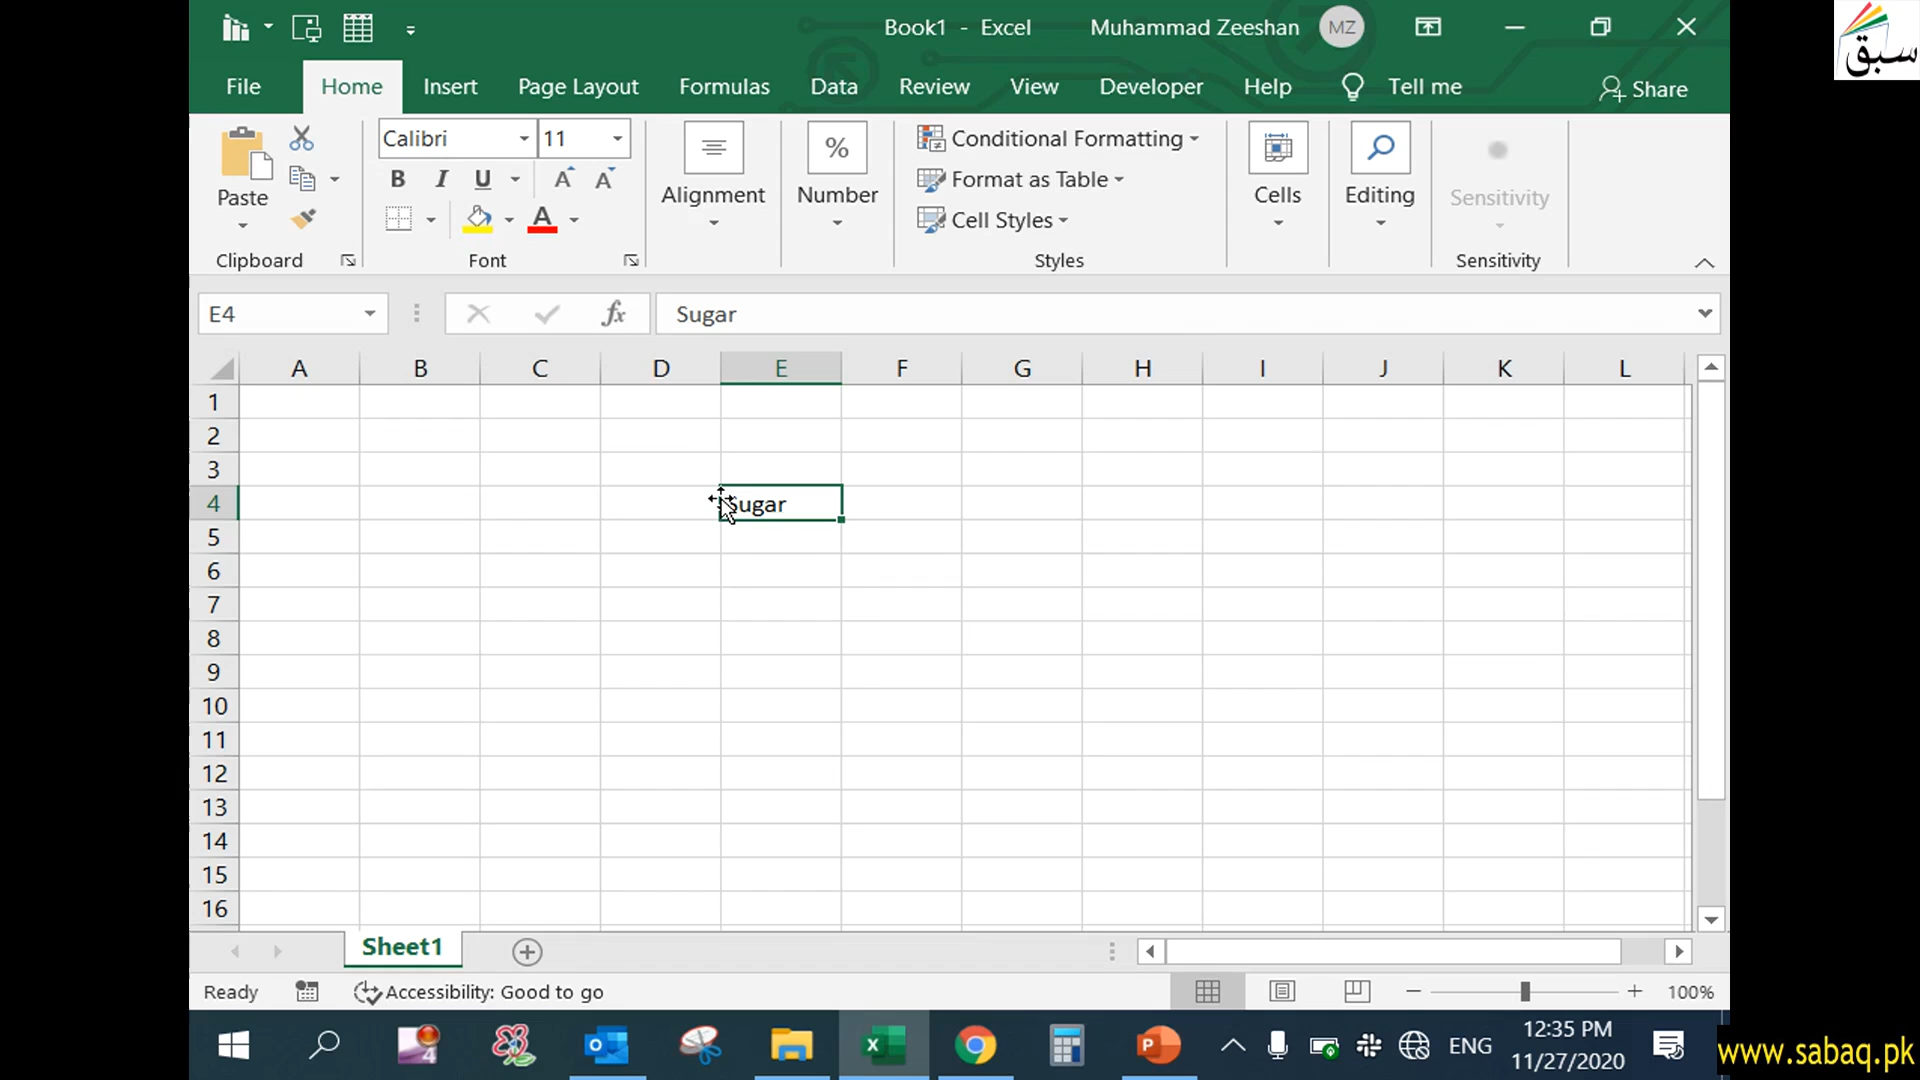 Book1 - Excel
Muhammad Zeeshan
MZ
سبق
File Home Insert Page Layout Formulas Data Review View Developer Help Tell me Share
Paste
Clipboard
Calibri 11
B I U A A
A
Font
Alignment
%
Number
Conditional Formatting
Format as Table
Cell Styles
Styles
Cells
Editing
Sensitivity
Sensitivity
E4
fx
Sugar
A B C D E F G H I J K L
1
2
3
4 Sugar
5
6
7
8
9
10
11
12
13
14
15
16
Sheet1
Ready
Accessibility: Good to go
100%
ENG
12:35 PM
11/27/2020
www.sabaq.pk